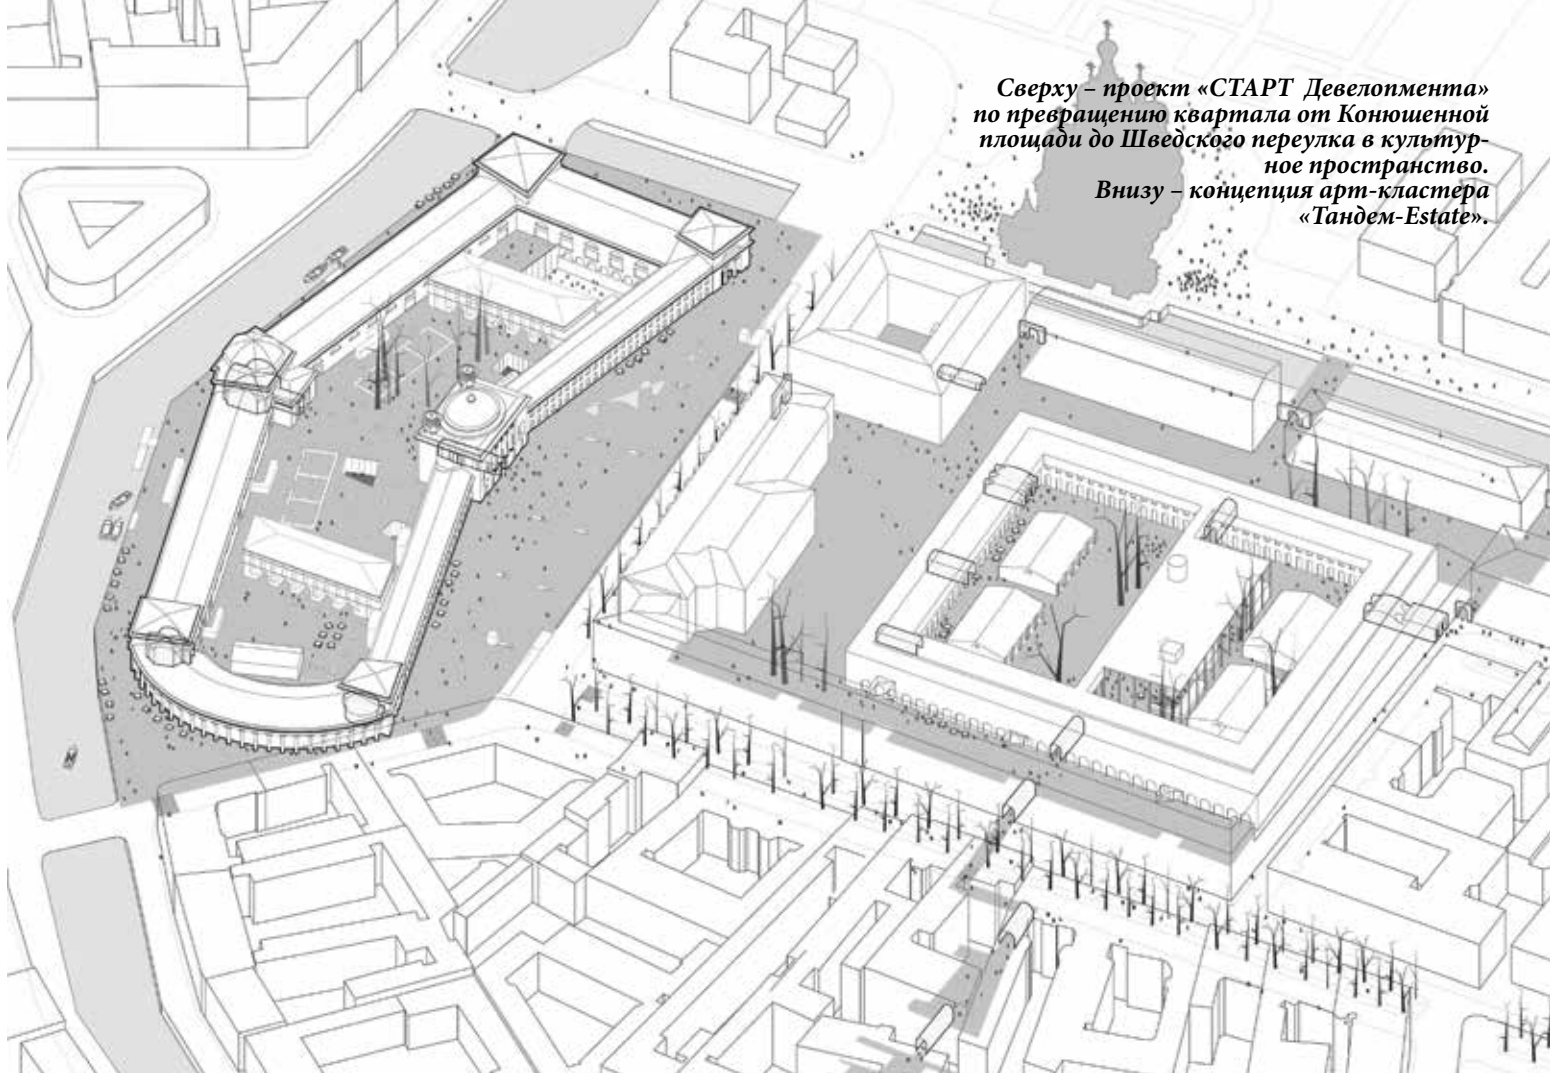 Сверху – проект «СТАРТ Девелопмента»
по превращению квартала от Конюшенной
площади до Шведского переулка в культур-
ное пространство.
Внизу – концепция арт-кластера
«Тандем-Estate».